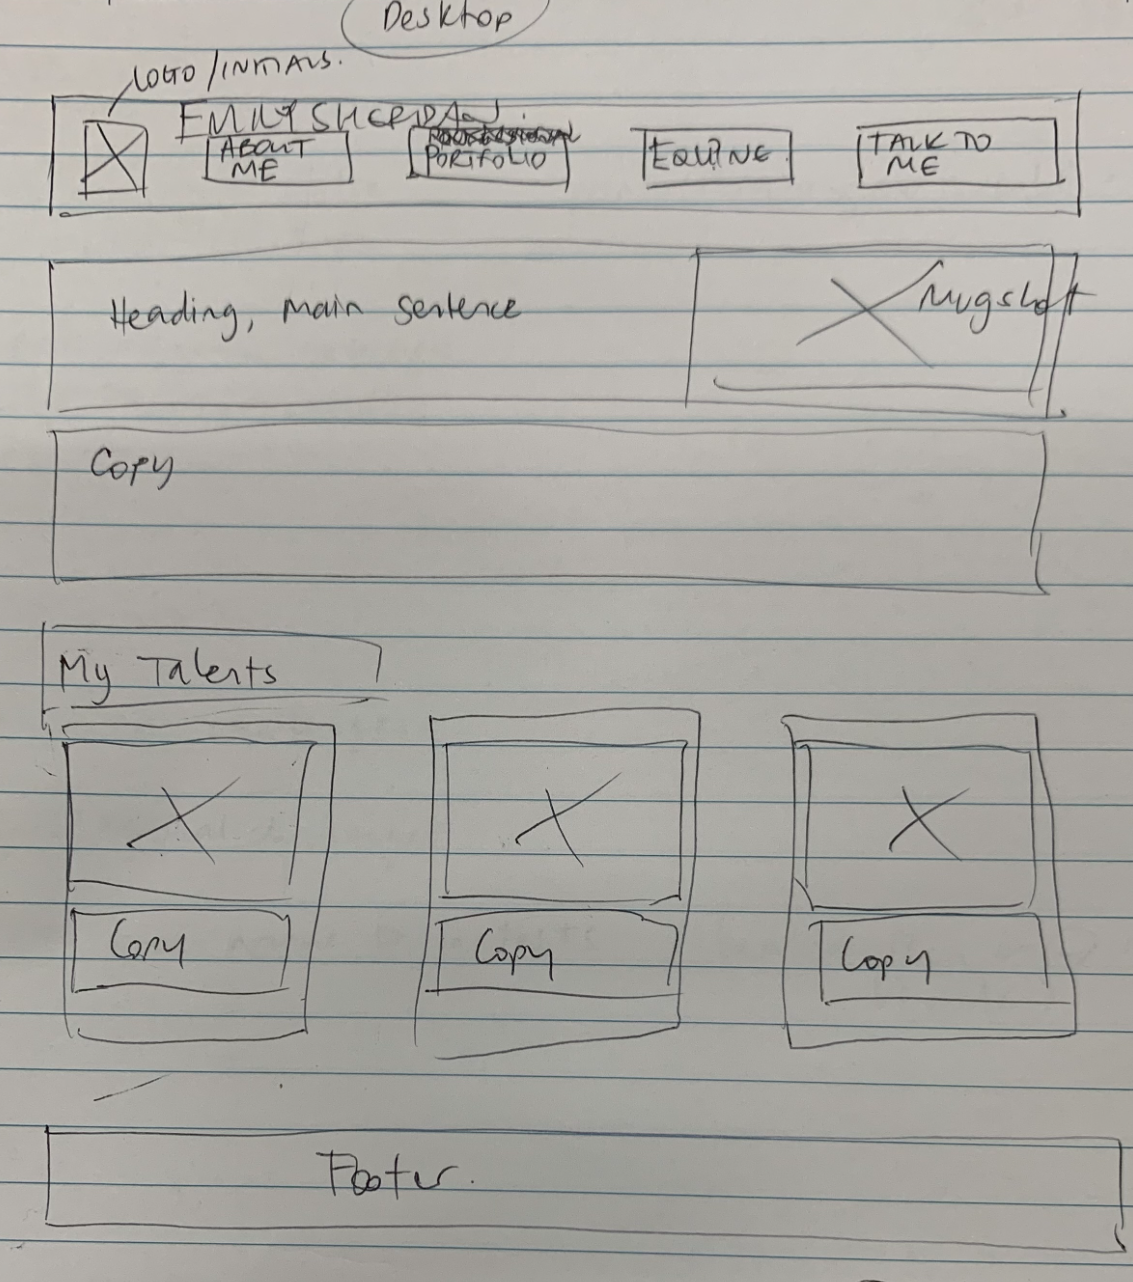 Desktop
LOGO/INITIALS.
EMILY SHERIDAN
ABOUT
ME
PORTFOLIO
EQUINE
TALK TO
ME
Heading, main sentence
Mugshot
Copy
My Talents
Copy
Copy
Copy
Footer.